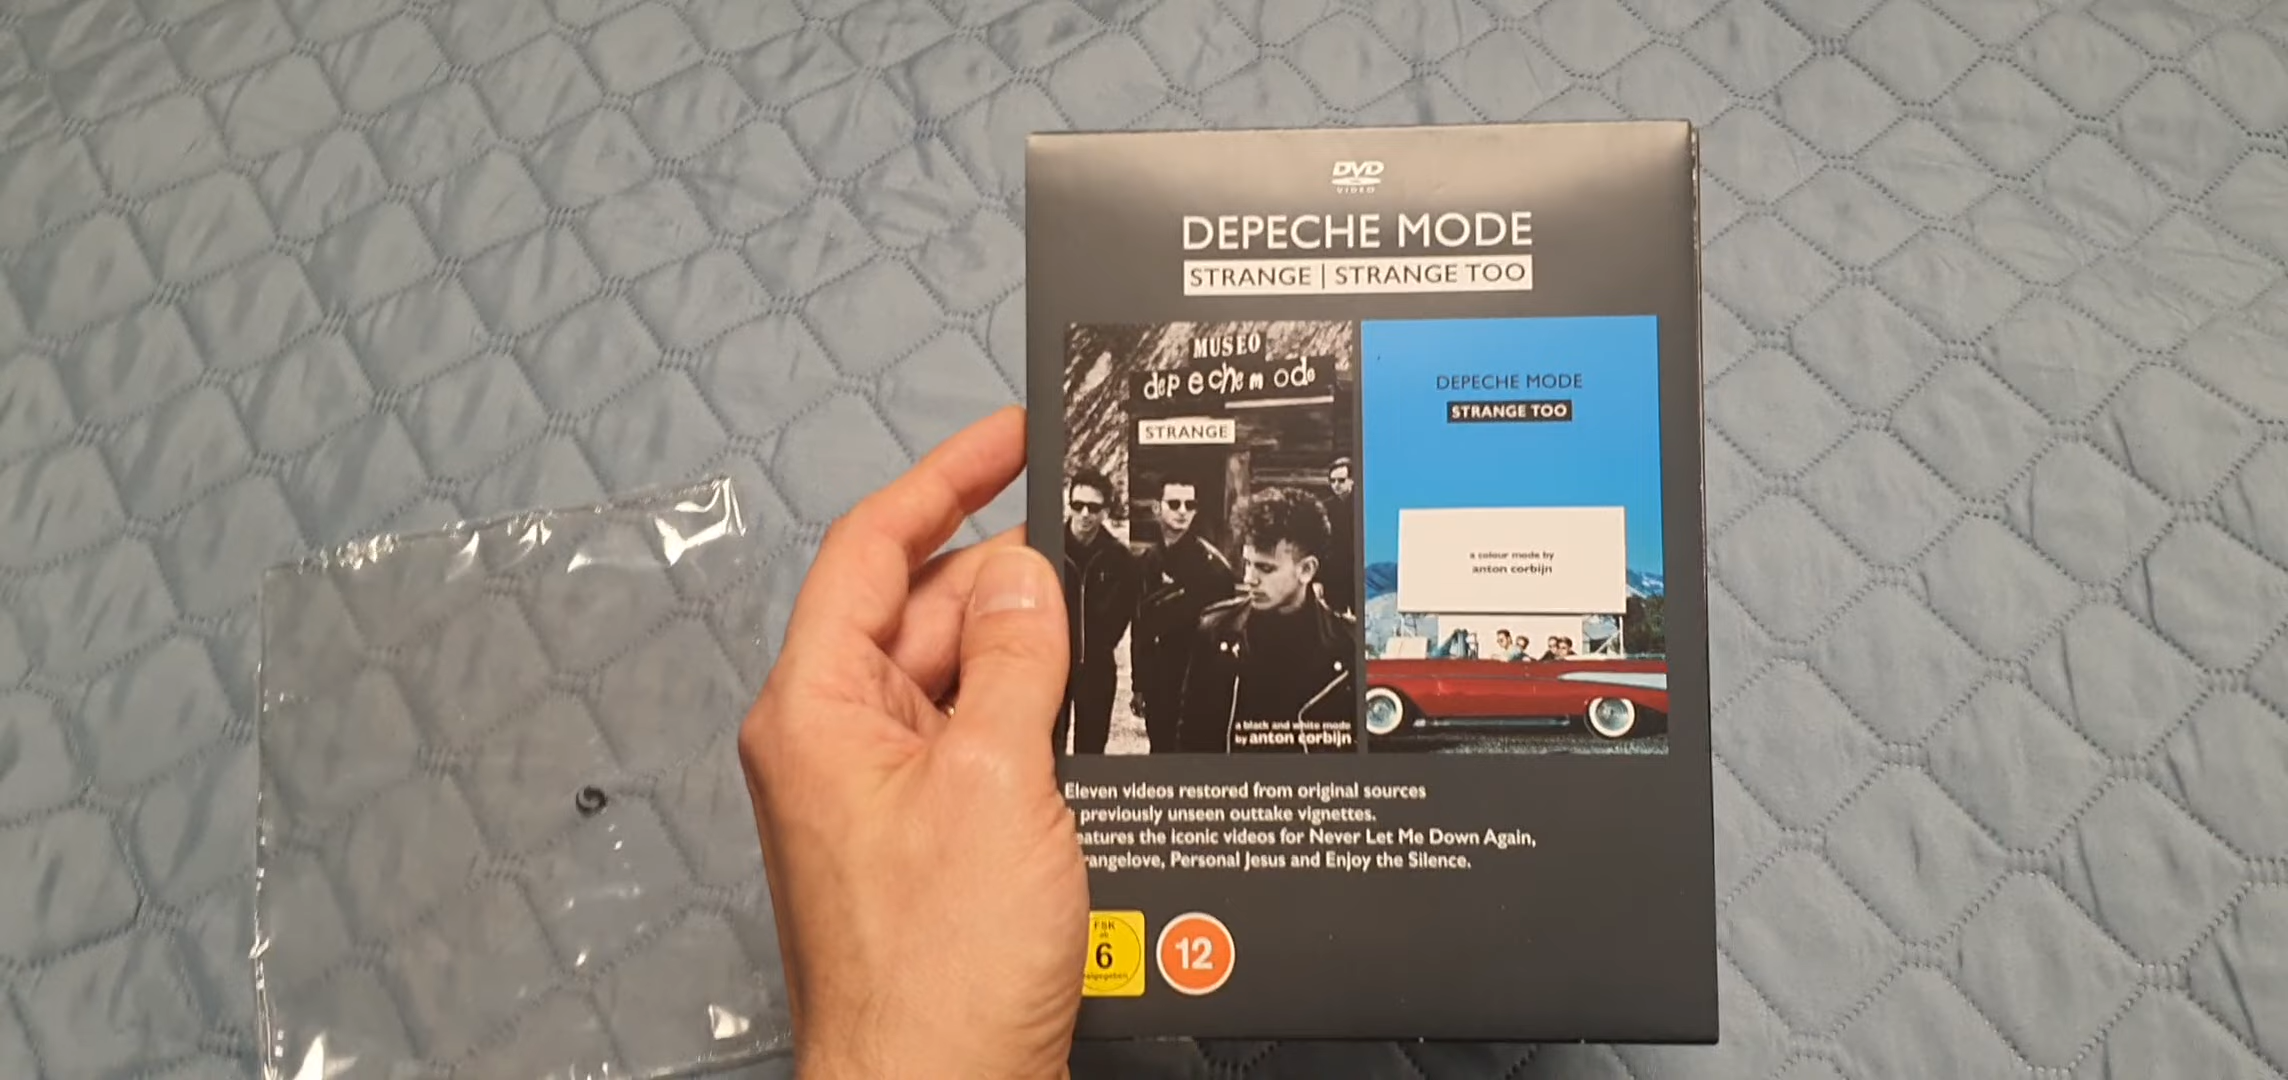 DVD
VIDEO
DEPECHE MODE
STRANGE | STRANGE TOO
MUSEO
depechemode
STRANGE
a black and white mode
by anton corbijn
DEPECHE MODE
STRANGE TOO
a colour mode by
anton corbijn
Eleven videos restored from original sources
previously unseen outtake vignettes.
eatures the iconic videos for Never Let Me Down Again,
rangelove, Personal Jesus and Enjoy the Silence.
FSK
ab
6
12